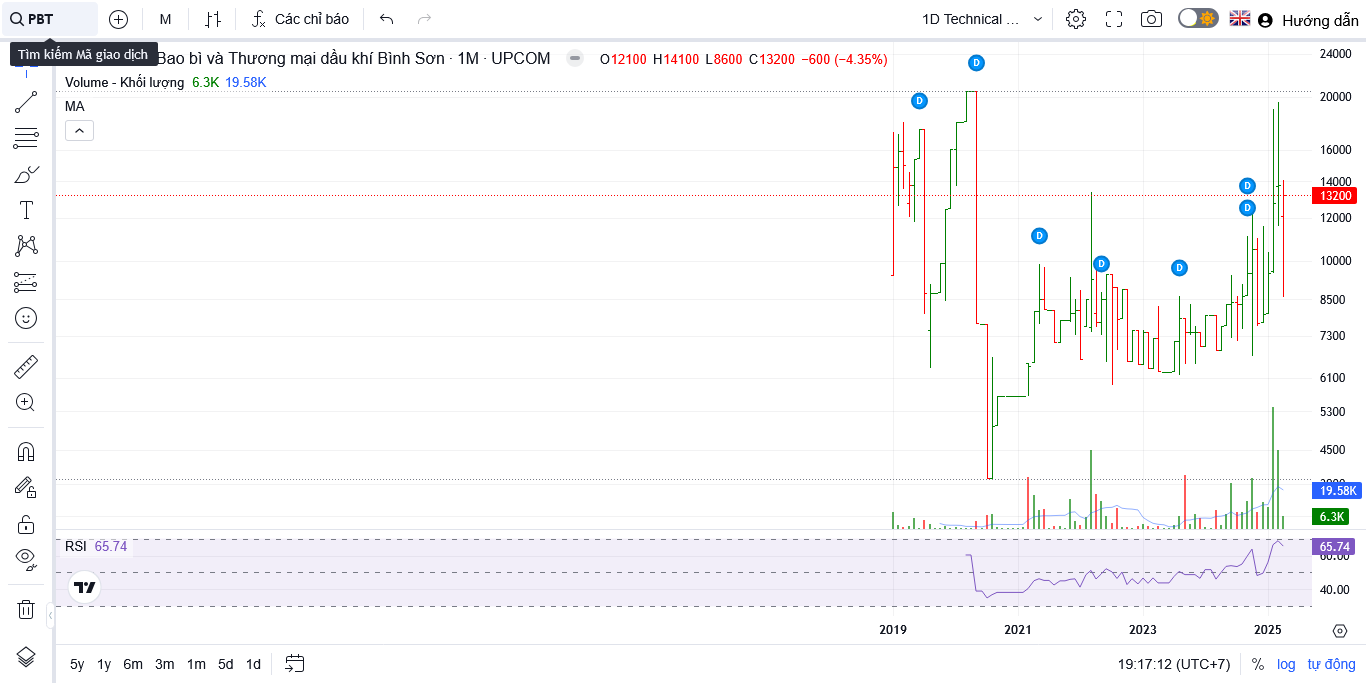 PBT
M
Các chỉ báo
1D Technical ...
Hướng dẫn
Tìm kiếm Mã giao dịch
Bao bì và Thương mại dầu khí Bình Sơn · 1M · UPCOM
O12100 H14100 L8600 C13200 −600 (−4.35%)
Volume - Khối lượng 6.3K 19.58K
MA
D
D
D
D
D
D
D
24000
20000
16000
14000
13200
12000
10000
8500
7300
6100
5300
4500
19.58K
6.3K
RSI 65.74
65.74
60.00
40.00
2019 2021 2023 2025
5y 1y 6m 3m 1m 5d 1d
19:17:12 (UTC+7)
% log tự động